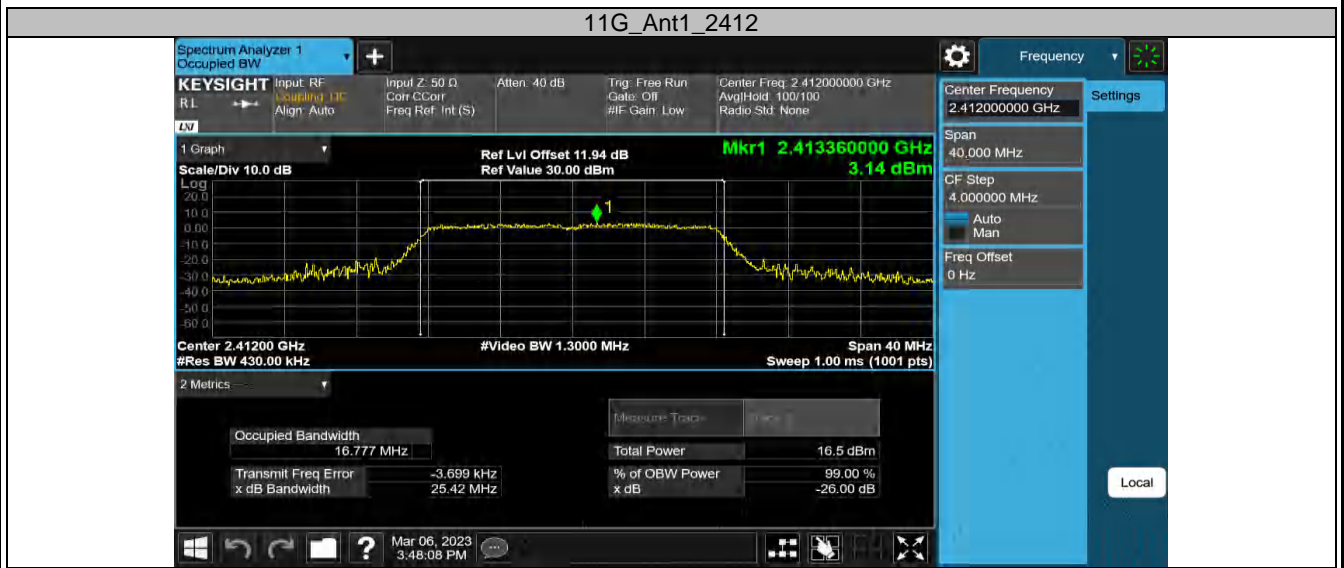 11G_Ant1_2412
Spectrum Analyzer 1
Occupied BW
+
KEYSIGHT
RL
LXI
Input: RF
Coupling: DC
Align: Auto
Input Z: 50 Ω
Corr CCorr
Freq Ref: Int (S)
Atten: 40 dB
Trig: Free Run
Gate: Off
#IF Gain: Low
Center Freq: 2.412000000 GHz
Avg|Hold: 100/100
Radio Std: None
1 Graph
Scale/Div 10.0 dB
Ref Lvl Offset 11.94 dB
Ref Value 30.00 dBm
Mkr1 2.413360000 GHz
3.14 dBm
Log
20.0
10.0
0.00
-10.0
-20.0
-30.0
-40.0
-50.0
-60.0
1
Center 2.41200 GHz
#Res BW 430.00 kHz
#Video BW 1.3000 MHz
Span 40 MHz
Sweep 1.00 ms (1001 pts)
2 Metrics
Measure Trace
Occupied Bandwidth
16.777 MHz
Total Power 16.5 dBm
Transmit Freq Error -3.699 kHz
% of OBW Power 99.00 %
x dB Bandwidth 25.42 MHz
x dB -26.00 dB
Frequency
Settings
Center Frequency
2.412000000 GHz
Span
40.000 MHz
CF Step
4.000000 MHz
Auto
Man
Freq Offset
0 Hz
Local
?
Mar 06, 2023
3:48:08 PM